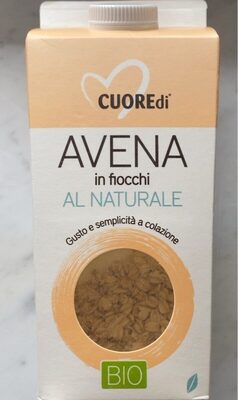 CUOREdi®
AVENA
in fiocchi
AL NATURALE
Gusto e semplicità a colazione
BIO